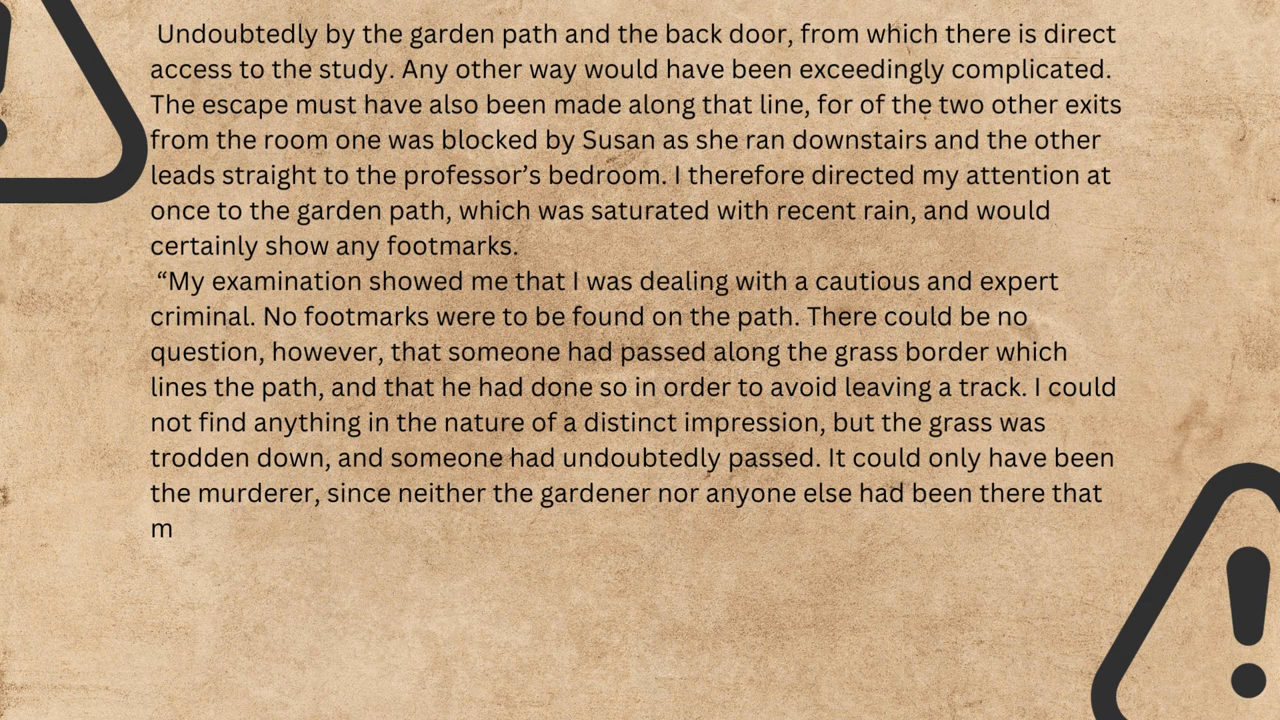 Undoubtedly by the garden path and the back door, from which there is direct
access to the study. Any other way would have been exceedingly complicated.
The escape must have also been made along that line, for of the two other exits
from the room one was blocked by Susan as she ran downstairs and the other
leads straight to the professor’s bedroom. I therefore directed my attention at
once to the garden path, which was saturated with recent rain, and would
certainly show any footmarks.
“My examination showed me that I was dealing with a cautious and expert
criminal. No footmarks were to be found on the path. There could be no
question, however, that someone had passed along the grass border which
lines the path, and that he had done so in order to avoid leaving a track. I could
not find anything in the nature of a distinct impression, but the grass was
trodden down, and someone had undoubtedly passed. It could only have been
the murderer, since neither the gardener nor anyone else had been there that
m